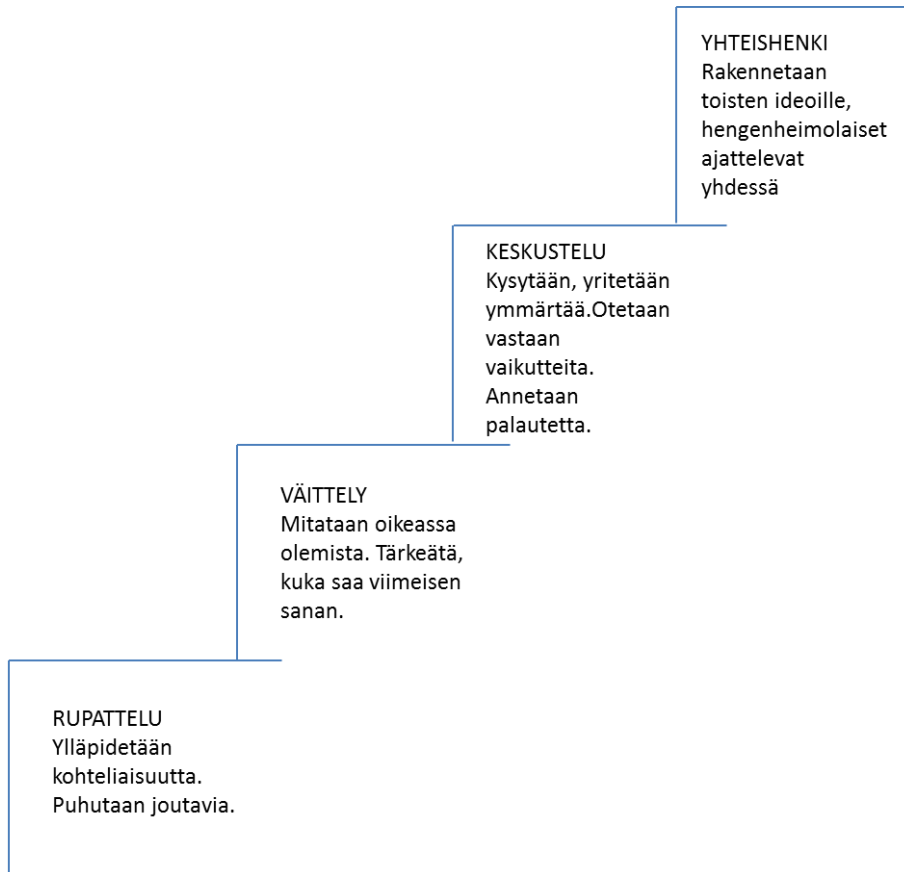 YHTEISHENKI
Rakennetaan
toisten ideoille,
hengenheimolaiset
ajattelevat
yhdessä
KESKUSTELU
Kysytään, yritetään
ymmärtää.Otetaan
vastaan
vaikutteita.
Annetaan
palautetta.
VÄITTELY
Mitataan oikeassa
olemista. Tärkeätä,
kuka saa viimeisen
sanan.
RUPATTELU
Ylläpidetään
kohteliaisuutta.
Puhutaan joutavia.